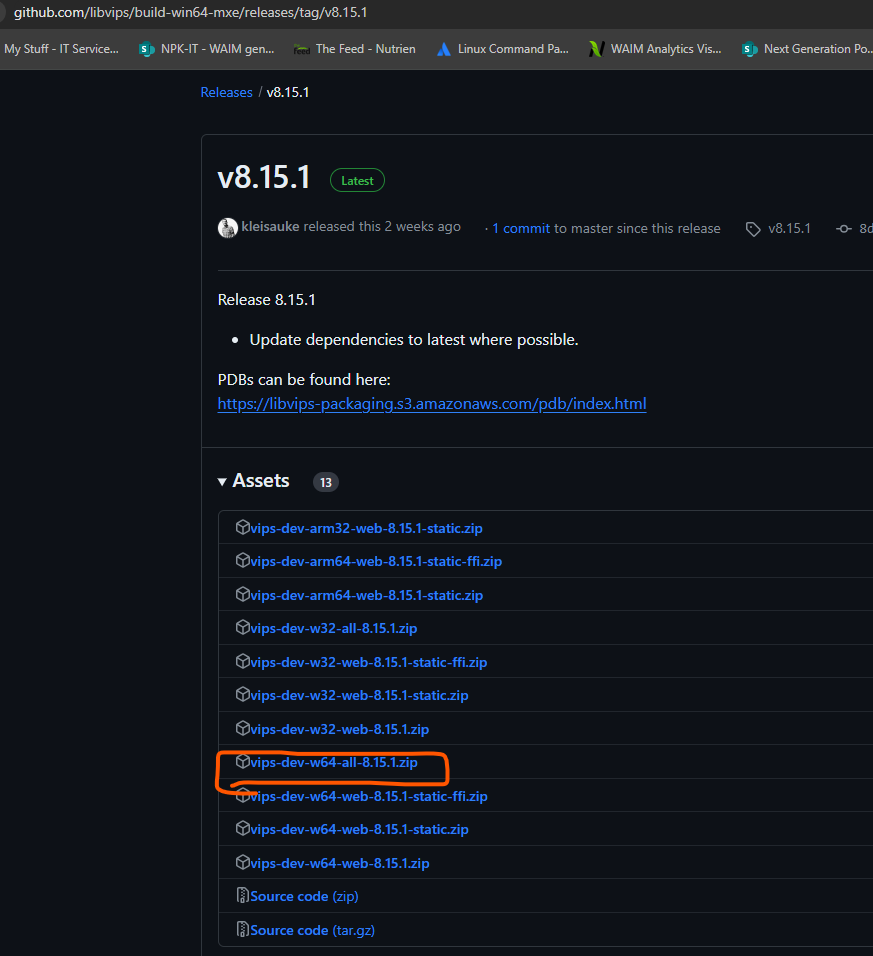 github.com/libvips/build-win64-mxe/releases/tag/v8.15.1
My Stuff - IT Service... NPK-IT - WAIM gen... The Feed - Nutrien Linux Command Pa... WAIM Analytics Vis... Next Generation Po...
Releases / v8.15.1
v8.15.1 Latest
kleisauke released this 2 weeks ago · 1 commit to master since this release v8.15.1 8d
Release 8.15.1
• Update dependencies to latest where possible.
PDBs can be found here:
https://libvips-packaging.s3.amazonaws.com/pdb/index.html
Assets 13
vips-dev-arm32-web-8.15.1-static.zip
vips-dev-arm64-web-8.15.1-static-ffi.zip
vips-dev-arm64-web-8.15.1-static.zip
vips-dev-w32-all-8.15.1.zip
vips-dev-w32-web-8.15.1-static-ffi.zip
vips-dev-w32-web-8.15.1-static.zip
vips-dev-w32-web-8.15.1.zip
vips-dev-w64-all-8.15.1.zip
vips-dev-w64-web-8.15.1-static-ffi.zip
vips-dev-w64-web-8.15.1-static.zip
vips-dev-w64-web-8.15.1.zip
Source code (zip)
Source code (tar.gz)